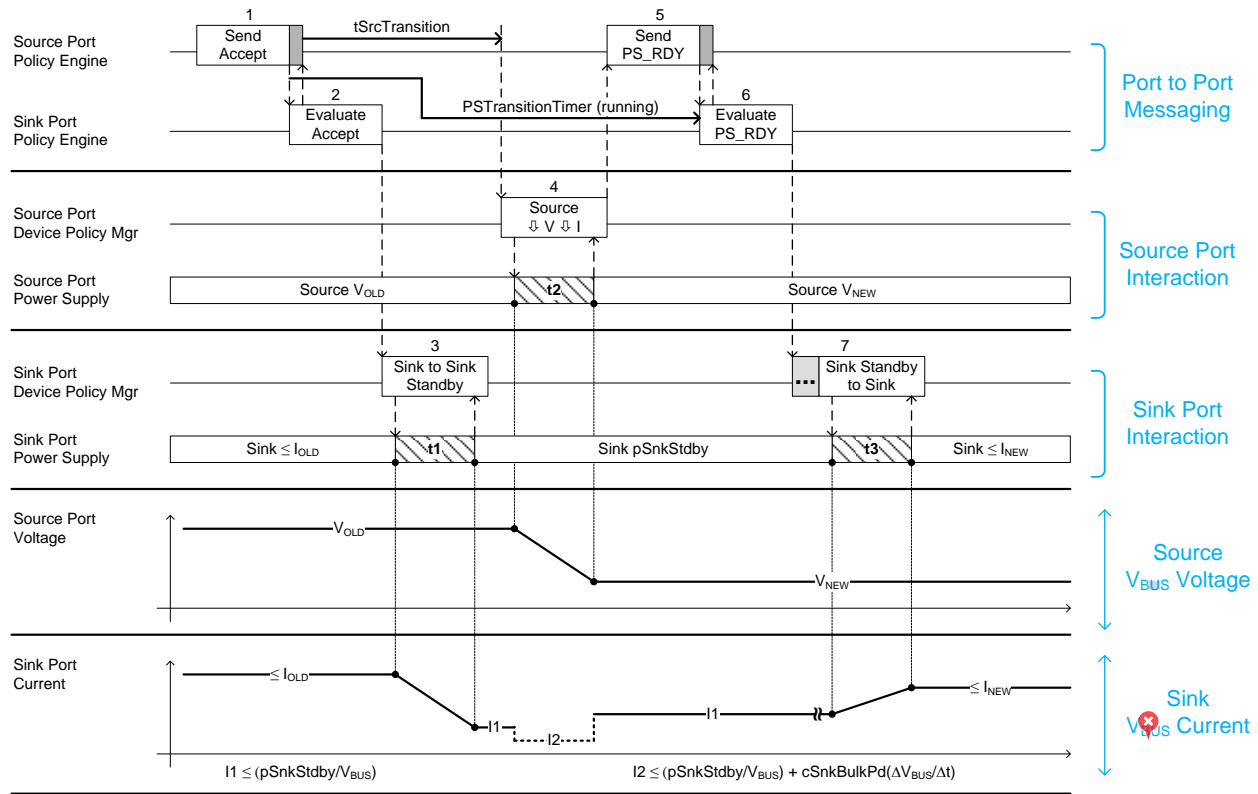 1
Send
Accept
tSrcTransition
5
Send
PS_RDY
Source Port
Policy Engine
2
Evaluate
Accept
PSTransitionTimer (running)
6
Evaluate
PS_RDY
Sink Port
Policy Engine
Port to Port
Messaging
4
Source
⇩ V ⇩ I
Source Port
Device Policy Mgr
Source Port
Power Supply
Source VOLD
t2
Source VNEW
Source Port
Interaction
3
Sink to Sink
Standby
7
...
Sink Standby
to Sink
Sink Port
Device Policy Mgr
Sink Port
Power Supply
Sink ≤ IOLD
t1
Sink pSnkStdby
t3
Sink ≤ INEW
Sink Port
Interaction
Source Port
Voltage
VOLD
VNEW
Source
VBUS Voltage
Sink Port
Current
≤ IOLD
I1
I2
I1
≤ INEW
Sink
VBUS Current
I1 ≤ (pSnkStdby/VBUS)
I2 ≤ (pSnkStdby/VBUS) + cSnkBulkPd(ΔVBUS/Δt)